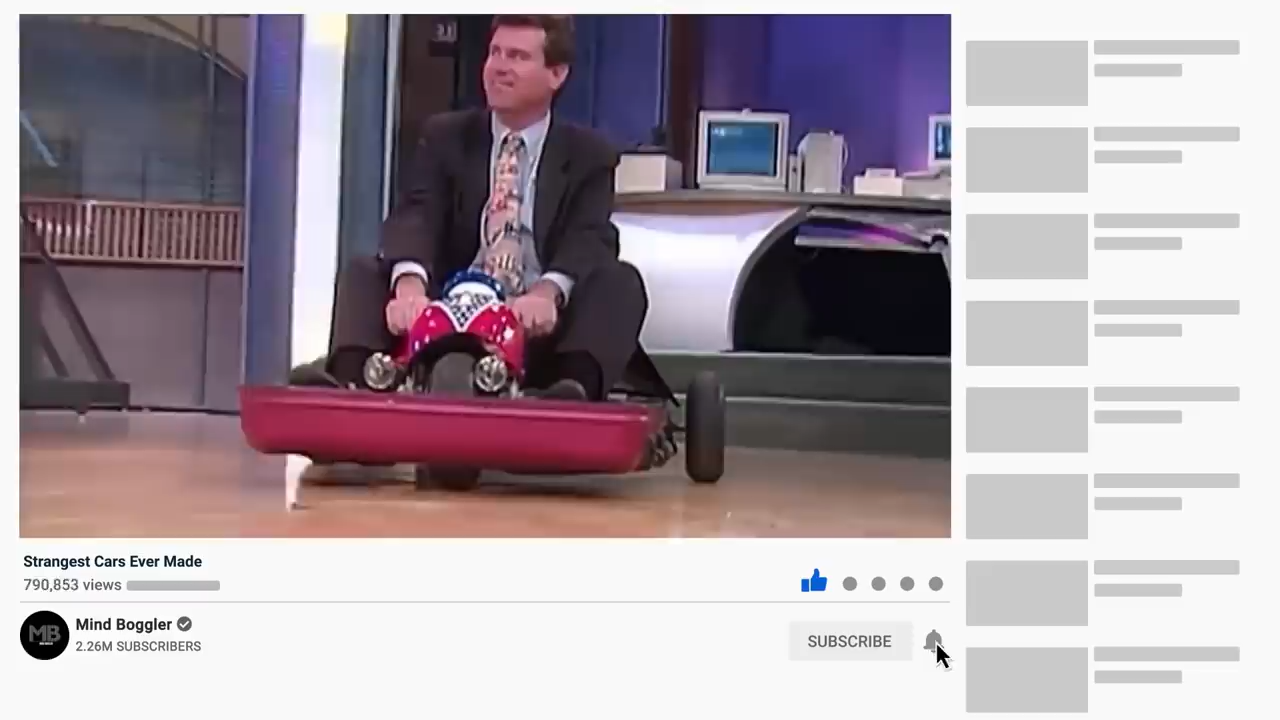 Strangest Cars Ever Made
790,853 views
MB
Mind Boggler
2.26M SUBSCRIBERS
SUBSCRIBE